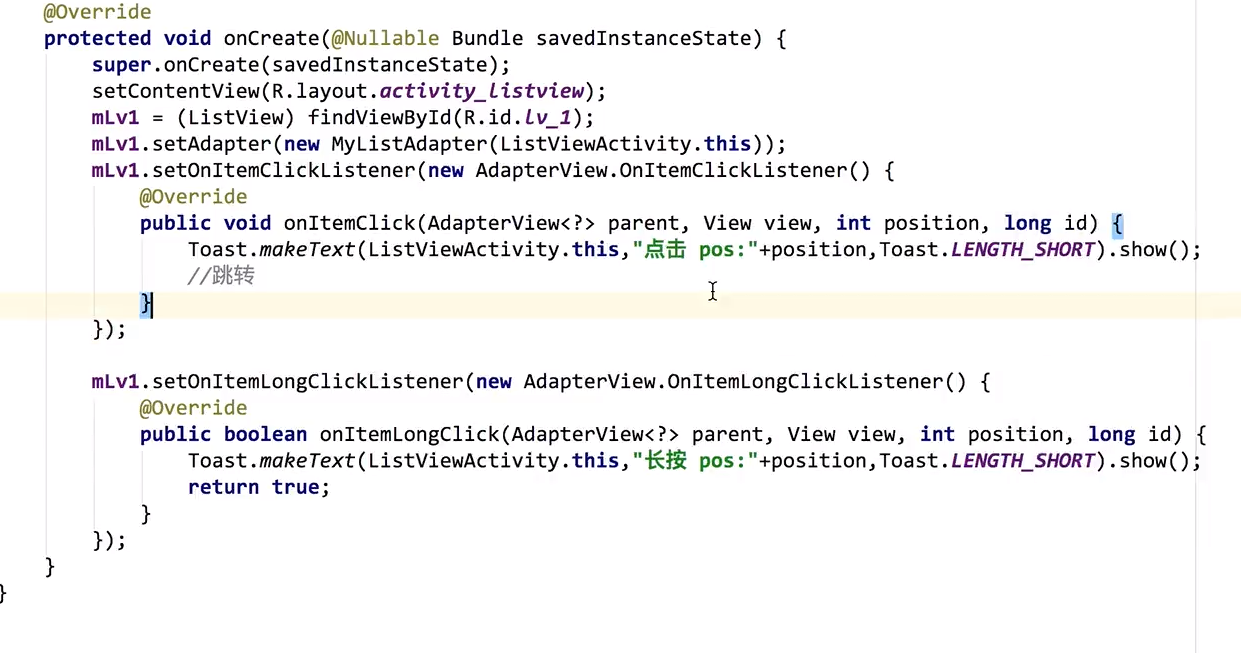 @Override
protected void onCreate(@Nullable Bundle savedInstanceState) {
super.onCreate(savedInstanceState);
setContentView(R.layout.activity_listview);
mLv1 = (ListView) findViewById(R.id.lv_1);
mLv1.setAdapter(new MyListAdapter(ListViewActivity.this));
mLv1.setOnItemClickListener(new AdapterView.OnItemClickListener() {
@Override
public void onItemClick(AdapterView<?> parent, View view, int position, long id) {
Toast.makeText(ListViewActivity.this,"点击 pos:"+position,Toast.LENGTH_SHORT).show();
//跳转
}
});
mLv1.setOnItemLongClickListener(new AdapterView.OnItemLongClickListener() {
@Override
public boolean onItemLongClick(AdapterView<?> parent, View view, int position, long id) {
Toast.makeText(ListViewActivity.this,"长按 pos:"+position,Toast.LENGTH_SHORT).show();
return true;
}
});
}
}